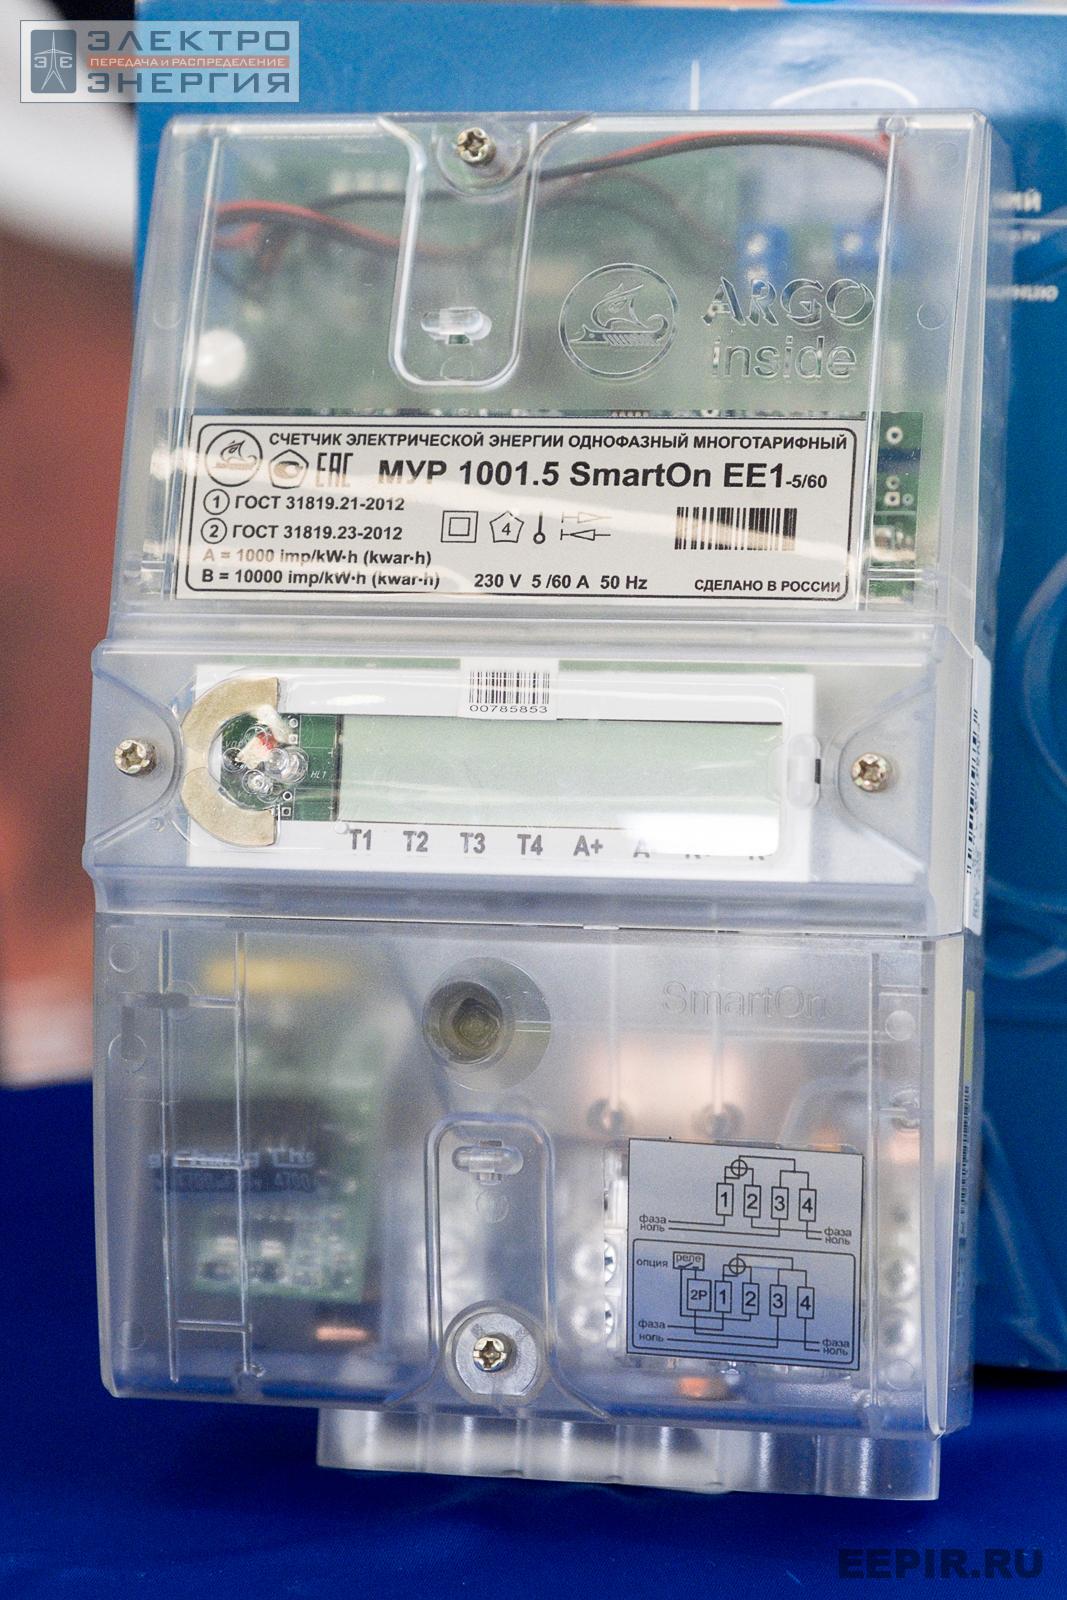 ЭЛЕКТРО
ПЕРЕДАЧА И РАСПРЕДЕЛЕНИЕ
ЭНЕРГИЯ
ЭЭ
ARGO
inside
СЧЕТЧИК ЭЛЕКТРИЧЕСКОЙ ЭНЕРГИИ ОДНОФАЗНЫЙ МНОГОТАРИФНЫЙ
ЕАС МУР 1001.5 SmartOn EE1-5/60
1 ГОСТ 31819.21-2012
2 ГОСТ 31819.23-2012
4
A = 1000 imp/kW·h (kwar·h)
B = 10000 imp/kW·h (kwar·h)
230 V 5 /60 A 50 Hz
СДЕЛАНО В РОССИИ
00785853
HL1
T1 T2 T3 T4 A+ A
SmartOn
1 2 3 4
фаза
ноль
фаза
ноль
опция реле
2P 1 2 3 4
фаза
ноль
фаза
ноль
EEPIR.RU